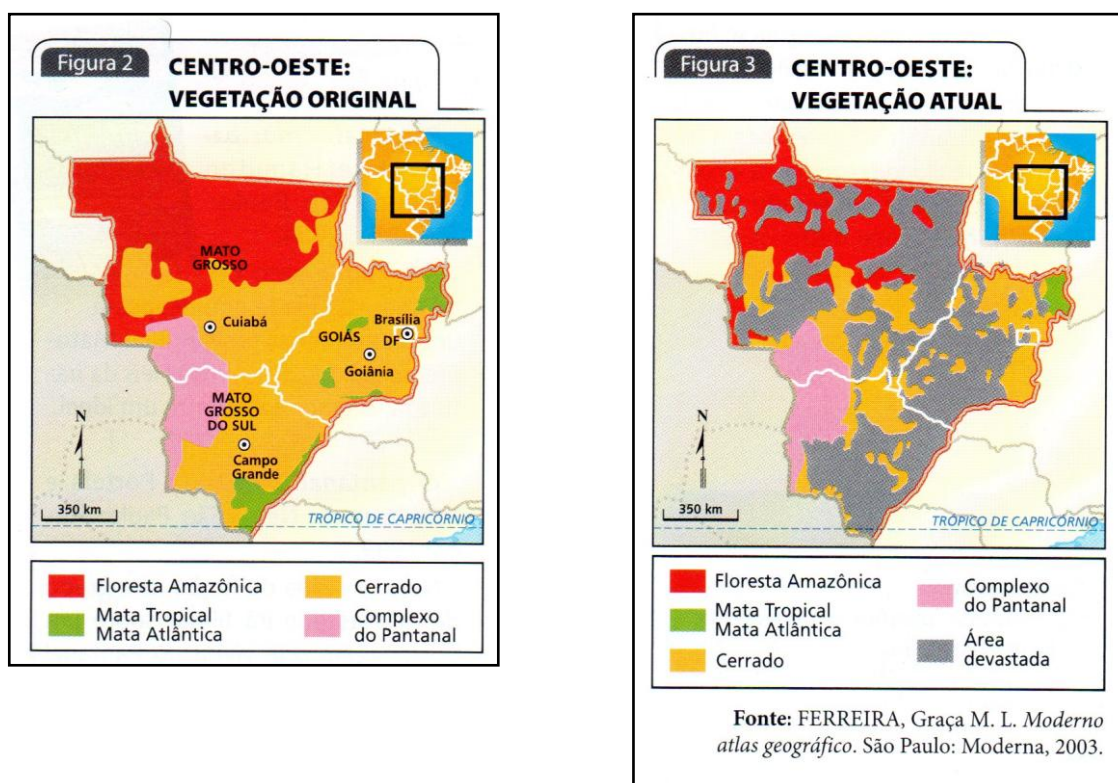 Figura 2
CENTRO-OESTE:
VEGETAÇÃO ORIGINAL
MATO
GROSSO
Cuiabá
GOIÁS
Brasília
DF
Goiânia
MATO
GROSSO
DO SUL
Campo
Grande
N
350 km
TRÓPICO DE CAPRICÓRNIO
Floresta Amazônica
Mata Tropical
Mata Atlântica
Cerrado
Complexo
do Pantanal
Figura 3
CENTRO-OESTE:
VEGETAÇÃO ATUAL
N
350 km
TRÓPICO DE CAPRICÓRNIO
Floresta Amazônica
Mata Tropical
Mata Atlântica
Cerrado
Complexo
do Pantanal
Área
devastada
Fonte: FERREIRA, Graça M. L. Moderno
atlas geográfico. São Paulo: Moderna, 2003.